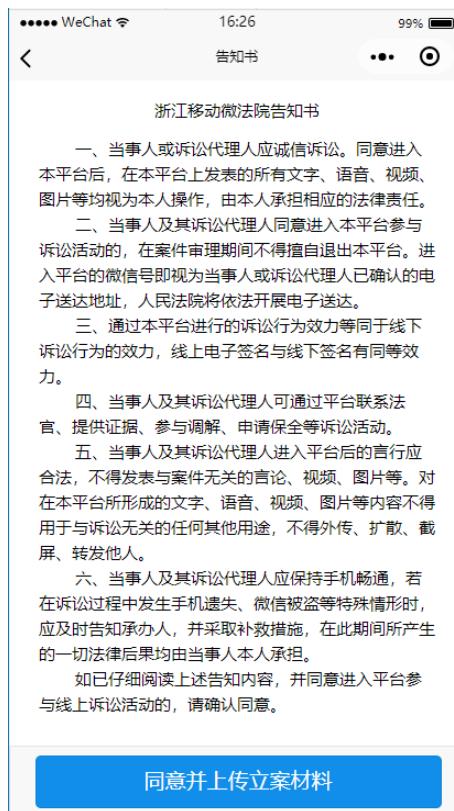 WeChat 16:26 99%
告知书
浙江移动微法院告知书
一、当事人或诉讼代理人应诚信诉讼。同意进入
本平台后，在本平台上发表的所有文字、语音、视频、
图片等均视为本人操作，由本人承担相应的法律责任。
二、当事人及其诉讼代理人同意进入本平台参与
诉讼活动的，在案件审理期间不得擅自退出本平台。进
入平台的微信号即视为当事人或诉讼代理人已确认的电
子送达地址，人民法院将依法开展电子送达。
三、通过本平台进行的诉讼行为效力等同于线下
诉讼行为的效力，线上电子签名与线下签名有同等效
力。
四、当事人及其诉讼代理人可通过平台联系法
官、提供证据、参与调解、申请保全等诉讼活动。
五、当事人及其诉讼代理人进入平台后的言行应
合法，不得发表与案件无关的言论、视频、图片等。对
在本平台所形成的文字、语音、视频、图片等内容不得
用于与诉讼无关的任何其他用途，不得外传、扩散、截
屏、转发他人。
六、当事人及其诉讼代理人应保持手机畅通，若
在诉讼过程中发生手机遗失、微信被盗等特殊情形时，
应及时告知承办人，并采取补救措施，在此期间所产生
的一切法律后果均由当事人本人承担。
如已仔细阅读上述告知内容，并同意进入平台参
与线上诉讼活动的，请确认同意。
同意并上传立案材料